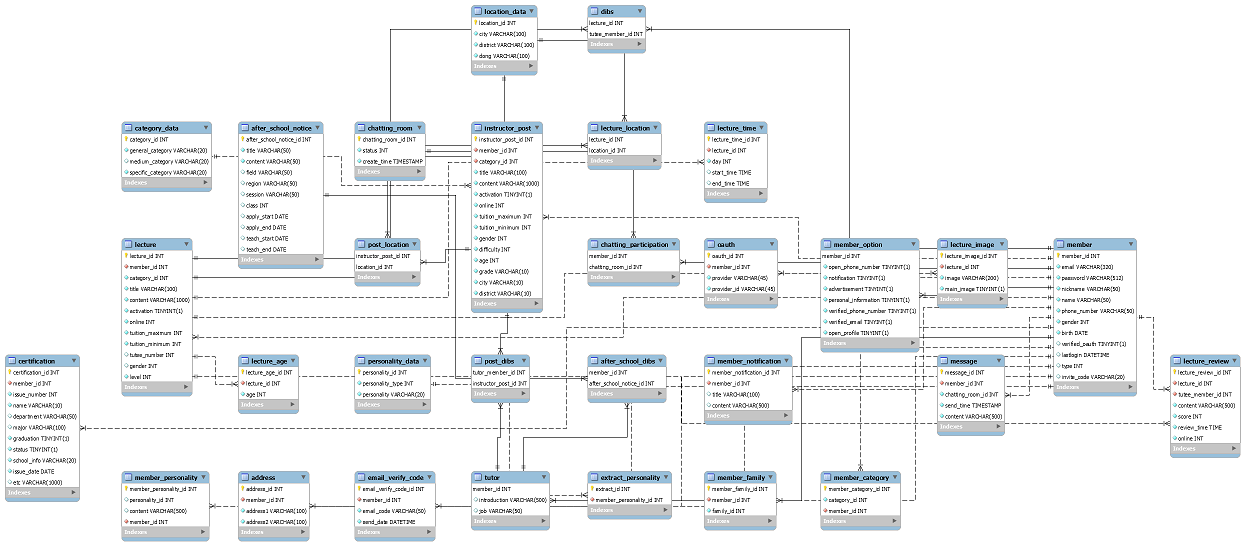 location_data
location_id INT
city VARCHAR(100)
district VARCHAR(100)
dong VARCHAR(100)
Indexes
dibs
lecture_id INT
tutee_member_id INT
Indexes
category_data
category_id INT
general_category VARCHAR(20)
medium_category VARCHAR(20)
specific_category VARCHAR(20)
Indexes
after_school_notice
after_school_notice_id INT
title VARCHAR(50)
content VARCHAR(50)
field VARCHAR(50)
region VARCHAR(50)
session VARCHAR(50)
class INT
apply_start DATE
apply_end DATE
teach_start DATE
teach_end DATE
Indexes
chatting_room
chatting_room_id INT
status INT
create_time TIMESTAMP
Indexes
instructor_post
instructor_post_id INT
member_id INT
category_id INT
title VARCHAR(100)
content VARCHAR(1000)
activation TINYINT(1)
online INT
tuition_maximum INT
tuition_minimum INT
gender INT
difficulty INT
age INT
grade VARCHAR(10)
city VARCHAR(10)
district VARCHAR(10)
Indexes
lecture_location
lecture_id INT
location_id INT
Indexes
lecture_time
lecture_time_id INT
lecture_id INT
day INT
start_time TIME
end_time TIME
Indexes
lecture
lecture_id INT
member_id INT
category_id INT
title VARCHAR(100)
content VARCHAR(1000)
activation TINYINT(1)
online INT
tuition_maxmum INT
tuition_minimum INT
tutee_number INT
gender INT
level INT
Indexes
post_location
instructor_post_id INT
location_id INT
Indexes
chatting_participation
member_id INT
chatting_room_id INT
Indexes
oauth
oauth_id INT
member_id INT
provider VARCHAR(45)
provider_id VARCHAR(45)
Indexes
member_option
member_id INT
open_phone_number TINYINT(1)
notification TINYINT(1)
advertisement TINYINT(1)
personal_information TINYINT(1)
verified_phone_number TINYINT(1)
verified_email TINYINT(1)
open_profile TINYINT(1)
Indexes
lecture_image
lecture_image_id INT
lecture_id INT
image VARCHAR(200)
main_image TINYINT(1)
Indexes
member
member_id INT
email VARCHAR(320)
password VARCHAR(512)
nickname VARCHAR(50)
name VARCHAR(50)
phone_number VARCHAR(50)
gender INT
birth DATE
verified_oauth TINYINT(1)
lastlogin DATETIME
type INT
invite_code VARCHAR(20)
Indexes
certification
certification_id INT
member_id INT
issue_number INT
name VARCHAR(10)
department VARCHAR(50)
major VARCHAR(100)
graduation TINYINT(1)
status TINYINT(1)
school_info VARCHAR(20)
issue_date DATE
etc VARCHAR(1000)
Indexes
lecture_age
lecture_age_id INT
lecture_id INT
age INT
Indexes
personality_data
personality_id INT
personality_type INT
personality VARCHAR(20)
Indexes
post_dibs
tutor_member_id INT
instructor_post_id INT
Indexes
after_school_dibs
member_id INT
after_school_notice_id INT
Indexes
member_notification
member_notification_id INT
member_id INT
title VARCHAR(100)
content VARCHAR(500)
Indexes
message
message_id INT
member_id INT
chatting_room_id INT
send_time TIMESTAMP
content VARCHAR(500)
Indexes
lecture_review
lecture_review_id INT
lecture_id INT
tutee_member_id INT
content VARCHAR(500)
score INT
review_time TIME
online INT
Indexes
member_personality
member_personality_id INT
personality_id INT
content VARCHAR(500)
member_id INT
Indexes
address
address_id INT
member_id INT
address1 VARCHAR(100)
address2 VARCHAR(100)
Indexes
email_verify_code
email_verify_code_id INT
member_id INT
email_code VARCHAR(50)
send_date DATETIME
Indexes
tutor
member_id INT
introduction VARCHAR(500)
job VARCHAR(50)
Indexes
extract_personality
extract_id INT
member_personality_id INT
Indexes
member_family
member_family_id INT
member_id INT
family_id INT
Indexes
member_category
member_category_id INT
category_id INT
member_id INT
Indexes